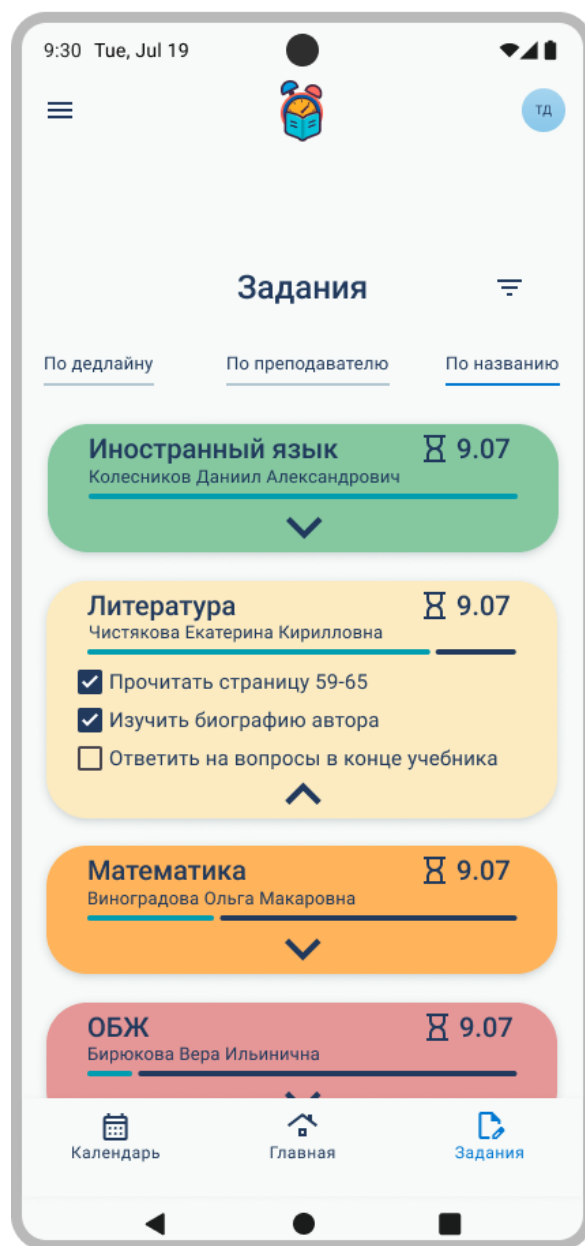 9:30 Tue, Jul 19
ТД
Задания
По дедлайну По преподавателю По названию
Иностранный язык 9.07
Колесников Даниил Александрович
Литература 9.07
Чистякова Екатерина Кирилловна
Прочитать страницу 59-65
Изучить биографию автора
Ответить на вопросы в конце учебника
Математика 9.07
Виноградова Ольга Макаровна
ОБЖ 9.07
Бирюкова Вера Ильинична
Календарь Главная Задания